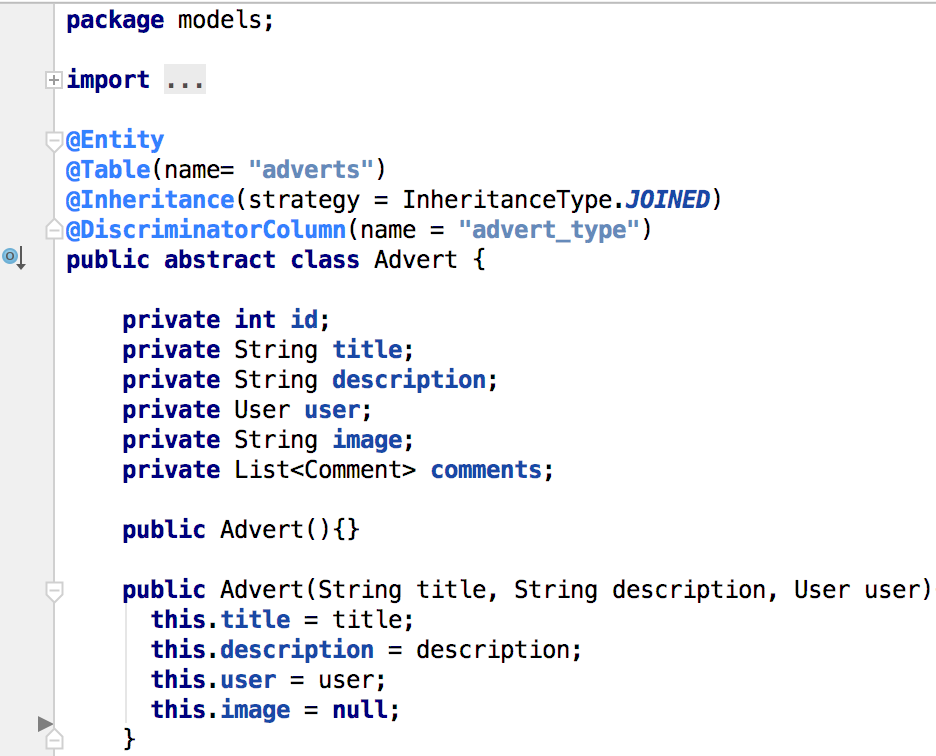 package models;
import ...
@Entity
@Table(name= "adverts")
@Inheritance(strategy = InheritanceType.JOINED)
@DiscriminatorColumn(name = "advert_type")
public abstract class Advert {
private int id;
private String title;
private String description;
private User user;
private String image;
private List<Comment> comments;
public Advert(){}
public Advert(String title, String description, User user)
this.title = title;
this.description = description;
this.user = user;
this.image = null;
}